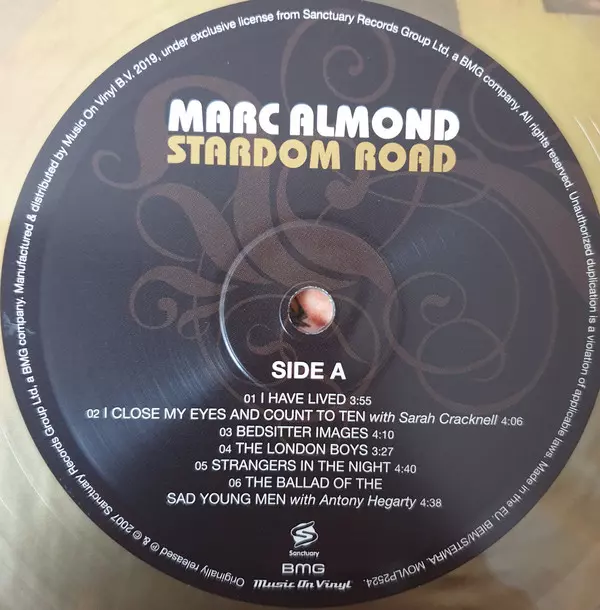 MARC ALMOND
STARDOM ROAD
SIDE A
01 I HAVE LIVED 3:55
02 I CLOSE MY EYES AND COUNT TO TEN with Sarah Cracknell 4:06
03 BEDSITTER IMAGES 4:10
04 THE LONDON BOYS 3:27
05 STRANGERS IN THE NIGHT 4:40
06 THE BALLAD OF THE
SAD YOUNG MEN with Antony Hegarty 4:38
S
Sanctuary
BMG
Music On Vinyl
Originally released ℗ & © 2007 Sanctuary Records Group Ltd, a BMG company. Manufactured & distributed by Music On Vinyl B.V. 2019, under exclusive license from Sanctuary Records Group Ltd, a BMG company. All rights reserved. Unauthorized duplication is a violation of applicable laws. Made in the EU. BIEM/STEMRA. MOVLP2524.